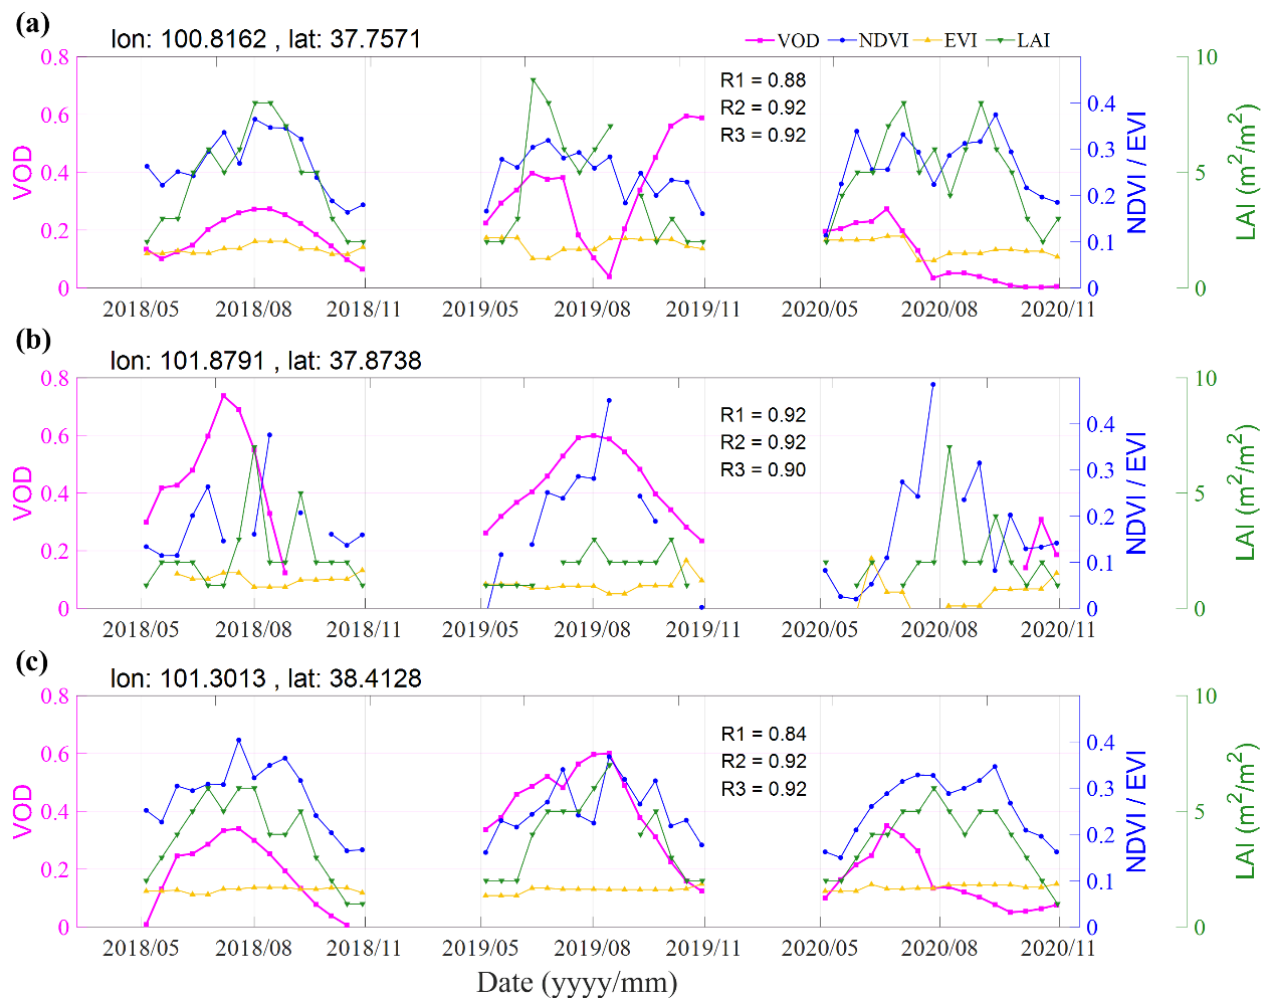 (a)
lon: 100.8162 , lat: 37.7571
VOD NDVI EVI LAI
0.8
0.6
0.4
0.2
0
VOD
R1 = 0.88
R2 = 0.92
R3 = 0.92
0.4
0.3
0.2
0.1
0
NDVI / EVI
10
5
0
LAI (m²/m²)
2018/05 2018/08 2018/11 2019/05 2019/08 2019/11 2020/05 2020/08 2020/11
(b)
lon: 101.8791 , lat: 37.8738
0.8
0.6
0.4
0.2
0
VOD
R1 = 0.92
R2 = 0.92
R3 = 0.90
0.4
0.3
0.2
0.1
0
NDVI / EVI
10
5
0
LAI (m²/m²)
2018/05 2018/08 2018/11 2019/05 2019/08 2019/11 2020/05 2020/08 2020/11
(c)
lon: 101.3013 , lat: 38.4128
0.8
0.6
0.4
0.2
0
VOD
R1 = 0.84
R2 = 0.92
R3 = 0.92
0.4
0.3
0.2
0.1
0
NDVI / EVI
10
5
0
LAI (m²/m²)
2018/05 2018/08 2018/11 2019/05 2019/08 2019/11 2020/05 2020/08 2020/11
Date (yyyy/mm)